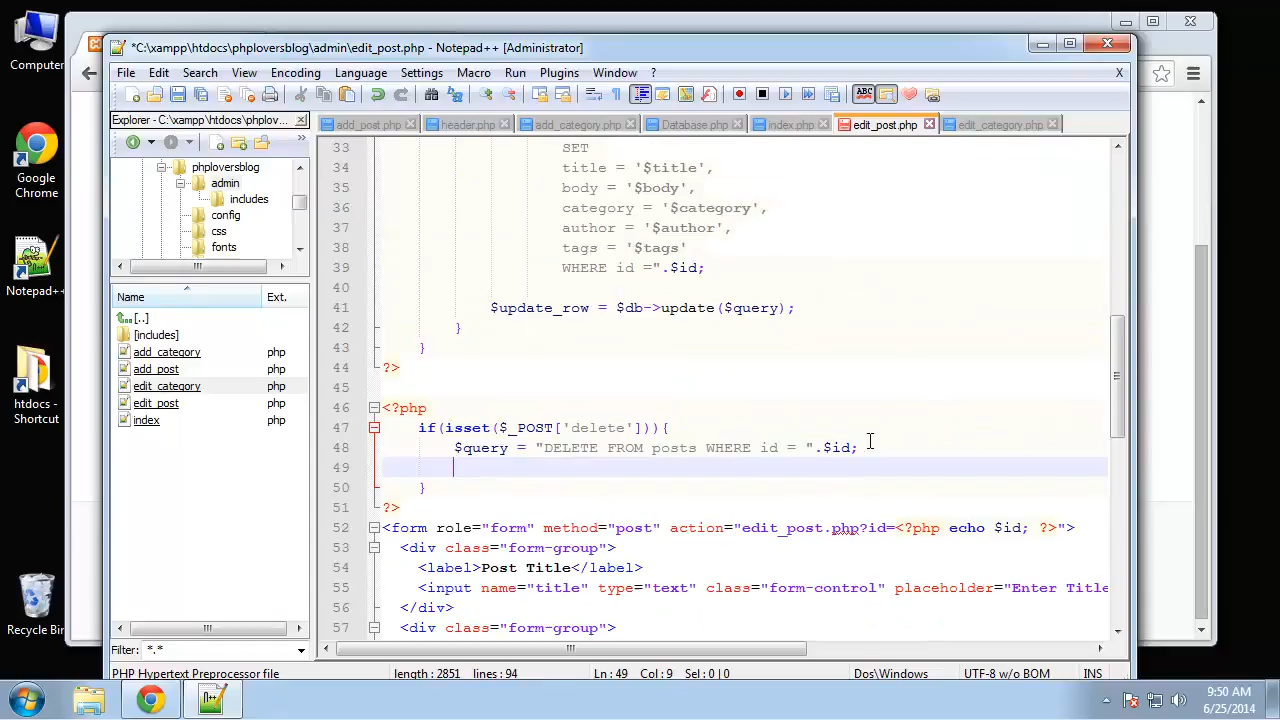 Computer
Google
Chrome
Notepad++
htdocs -
Shortcut
Recycle Bin
*C:\xampp\htdocs\phploversblog\admin\edit_post.php - Notepad++ [Administrator]
File Edit Search View Encoding Language Settings Macro Run Plugins Window ? X
Explorer - C:\xampp\htdocs\phplov...
add_post.php header.php add_category.php Database.php index.php edit_post.php edit_category.php
phploversblog
admin
includes
config
css
fonts
Name Ext.
[..]
[includes]
add_category php
add_post php
edit_category php
edit_post php
index php
Filter: *.*
33 SET
34 title = '$title',
35 body = '$body',
36 category = '$category',
37 author = '$author',
38 tags = '$tags'
39 WHERE id =".$id;
40
41 $update_row = $db->update($query);
42 }
43 }
44 ?>
45
46 <?php
47 if(isset($_POST['delete'])){
48 $query = "DELETE FROM posts WHERE id = ".$id;
49
50 }
51 ?>
52 <form role="form" method="post" action="edit_post.php?id=<?php echo $id; ?>">
53 <div class="form-group">
54 <label>Post Title</label>
55 <input name="title" type="text" class="form-control" placeholder="Enter Title
56 </div>
57 <div class="form-group">
PHP Hypertext Preprocessor file length : 2851 lines : 94 Ln : 49 Col : 9 Sel : 0 | 0 Dos\Windows UTF-8 w/o BOM INS
9:50 AM
6/25/2014